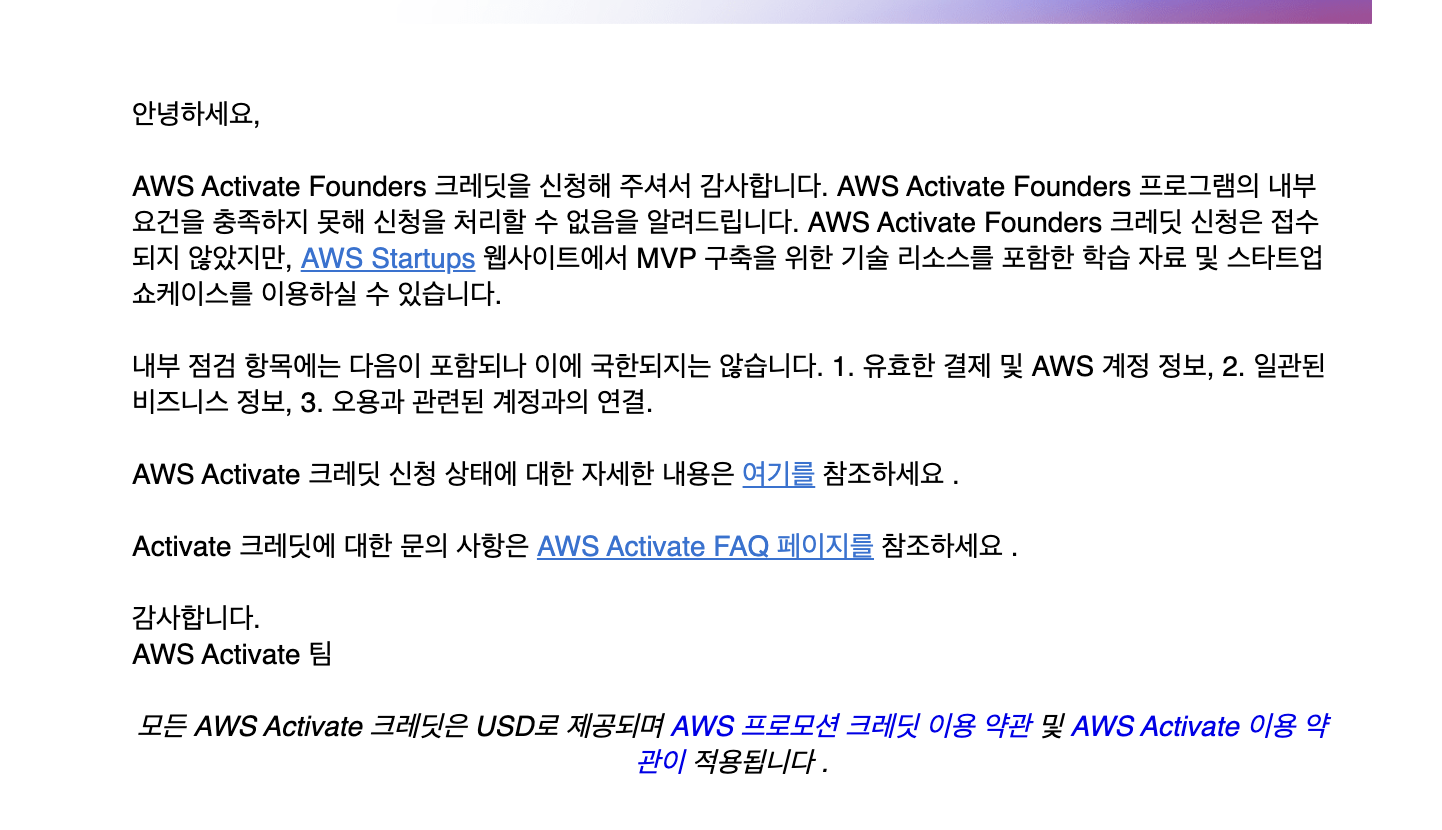 안녕하세요,
AWS Activate Founders 크레딧을 신청해 주셔서 감사합니다. AWS Activate Founders 프로그램의 내부
요건을 충족하지 못해 신청을 처리할 수 없음을 알려드립니다. AWS Activate Founders 크레딧 신청은 접수
되지 않았지만, AWS Startups 웹사이트에서 MVP 구축을 위한 기술 리소스를 포함한 학습 자료 및 스타트업
쇼케이스를 이용하실 수 있습니다.
내부 점검 항목에는 다음이 포함되나 이에 국한되지는 않습니다. 1. 유효한 결제 및 AWS 계정 정보, 2. 일관된
비즈니스 정보, 3. 오용과 관련된 계정과의 연결.
AWS Activate 크레딧 신청 상태에 대한 자세한 내용은 여기를 참조하세요 .
Activate 크레딧에 대한 문의 사항은 AWS Activate FAQ 페이지를 참조하세요 .
감사합니다.
AWS Activate 팀
모든 AWS Activate 크레딧은 USD로 제공되며 AWS 프로모션 크레딧 이용 약관 및 AWS Activate 이용 약
관이 적용됩니다 .